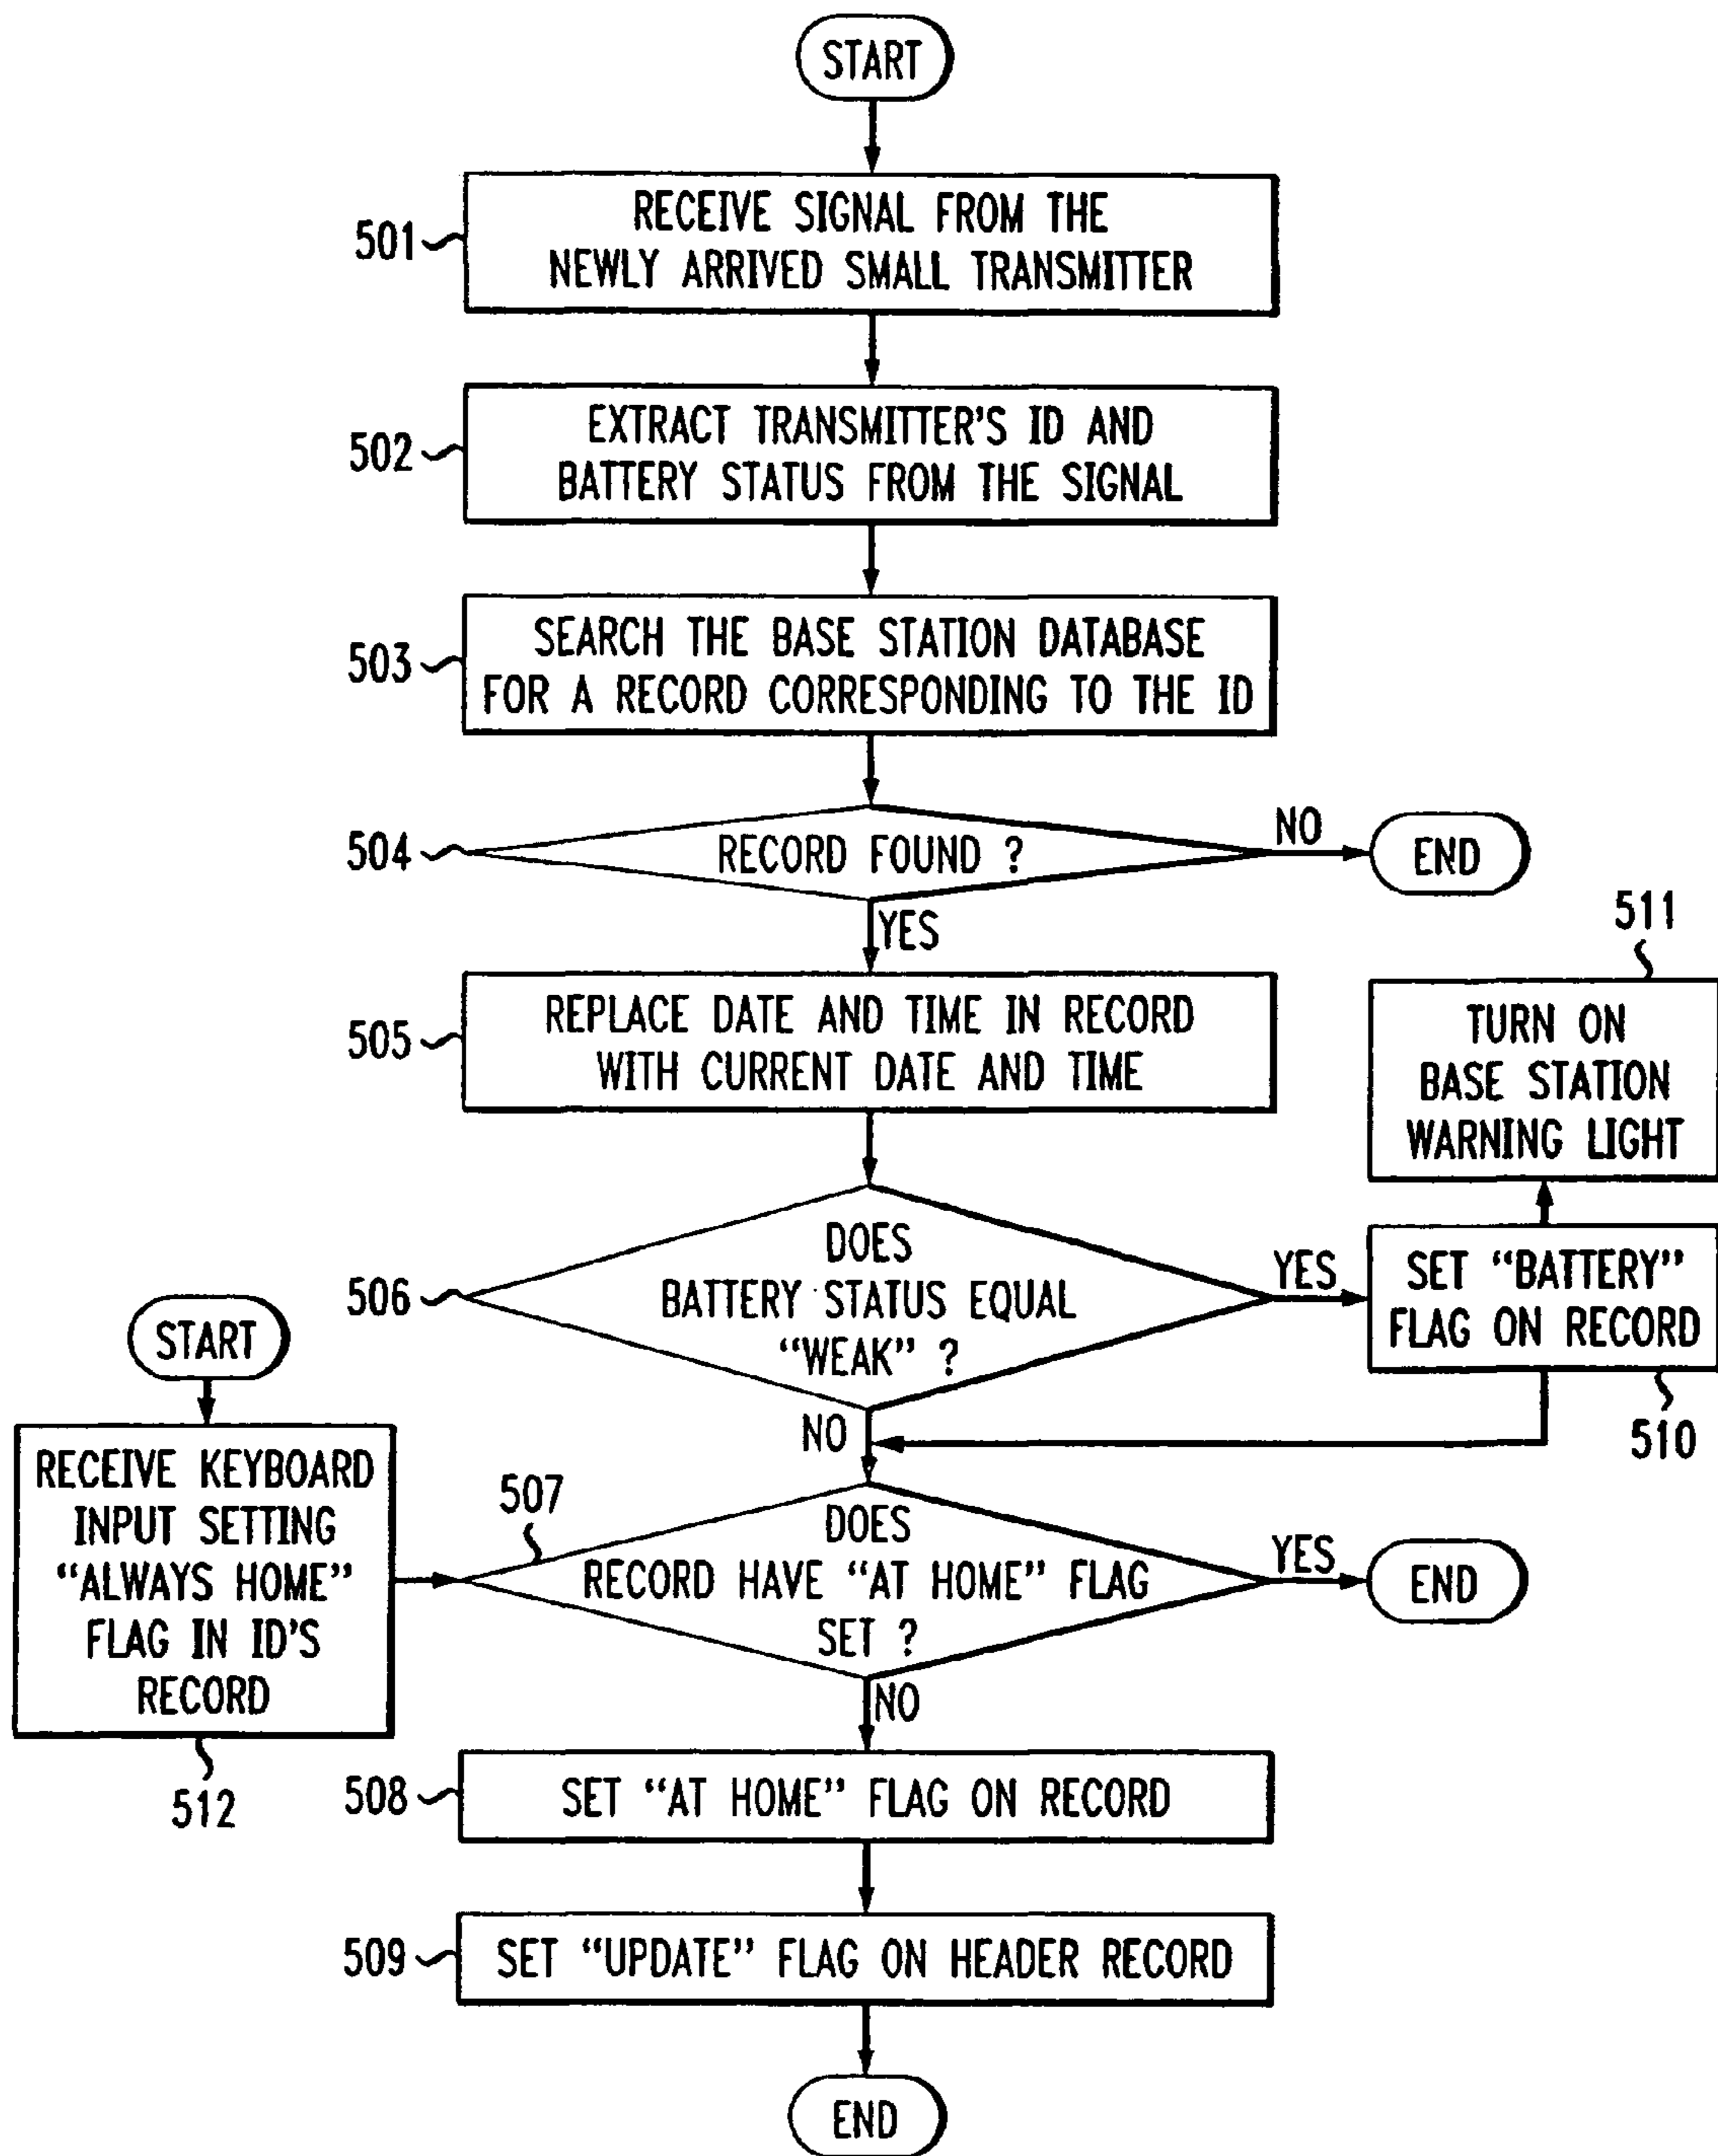 START
501
RECEIVE SIGNAL FROM THE
NEWLY ARRIVED SMALL TRANSMITTER
502
EXTRACT TRANSMITTER'S ID AND
BATTERY STATUS FROM THE SIGNAL
503
SEARCH THE BASE STATION DATABASE
FOR A RECORD CORRESPONDING TO THE ID
504
RECORD FOUND ?
NO
END
YES
505
REPLACE DATE AND TIME IN RECORD
WITH CURRENT DATE AND TIME
511
TURN ON
BASE STATION
WARNING LIGHT
506
DOES
BATTERY STATUS EQUAL
“WEAK” ?
YES
SET “BATTERY”
FLAG ON RECORD
510
NO
START
RECEIVE KEYBOARD
INPUT SETTING
“ALWAYS HOME”
FLAG IN ID'S
RECORD
512
507
DOES
RECORD HAVE “AT HOME” FLAG
SET ?
YES
END
NO
508
SET “AT HOME” FLAG ON RECORD
509
SET “UPDATE” FLAG ON HEADER RECORD
END